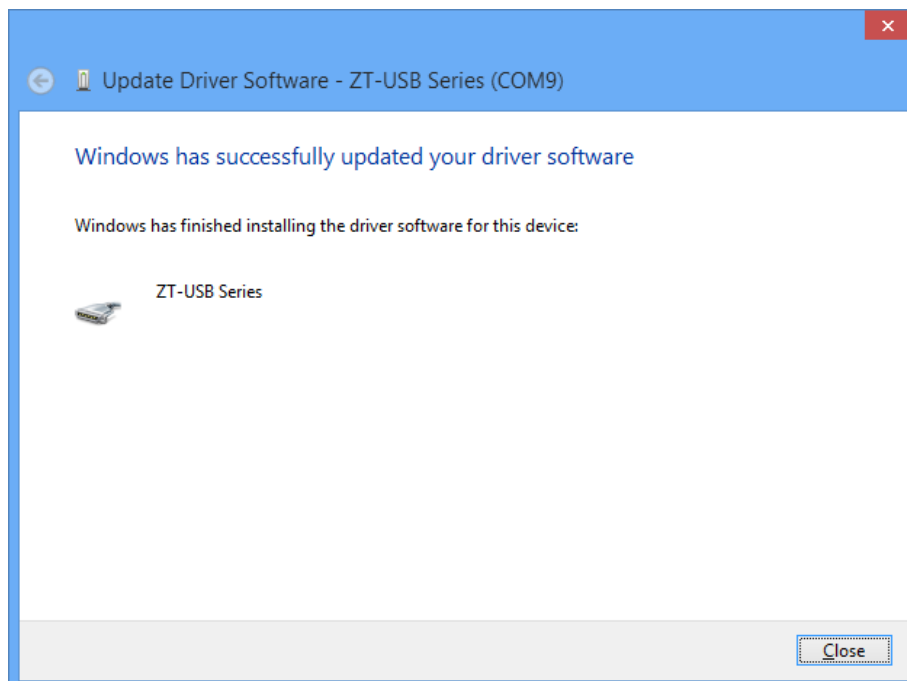 Update Driver Software - ZT-USB Series (COM9)
Windows has successfully updated your driver software
Windows has finished installing the driver software for this device:
ZT-USB Series
Close